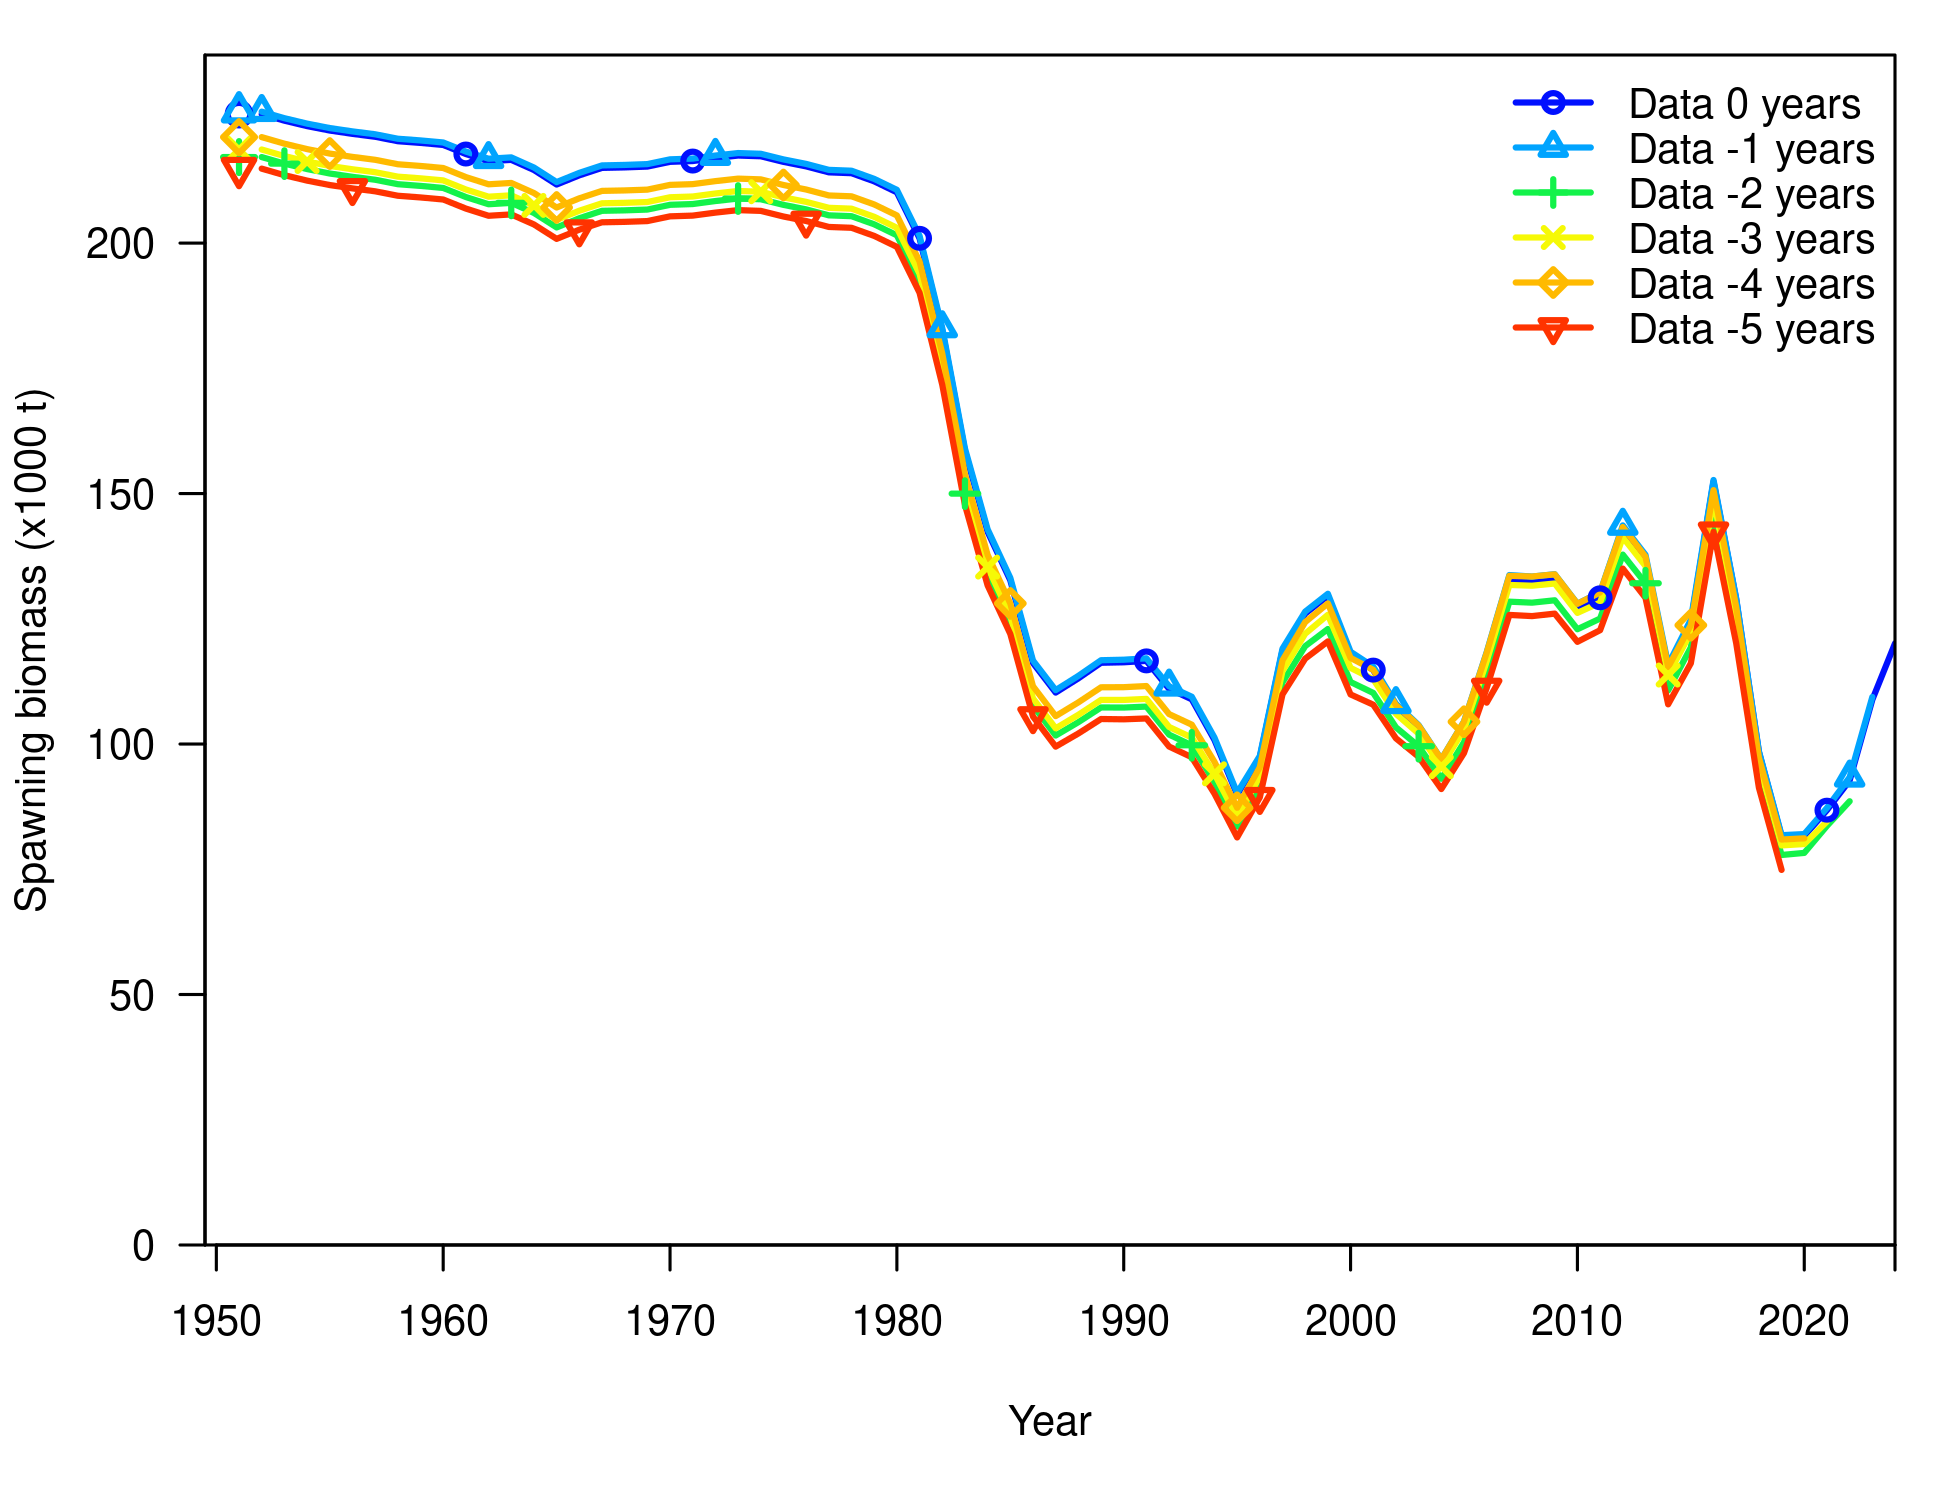 Data 0 years
Data -1 years
Data -2 years
Data -3 years
Data -4 years
Data -5 years
Spawning biomass (x1000 t)
200
150
100
50
0
1950 1960 1970 1980 1990 2000 2010 2020
Year